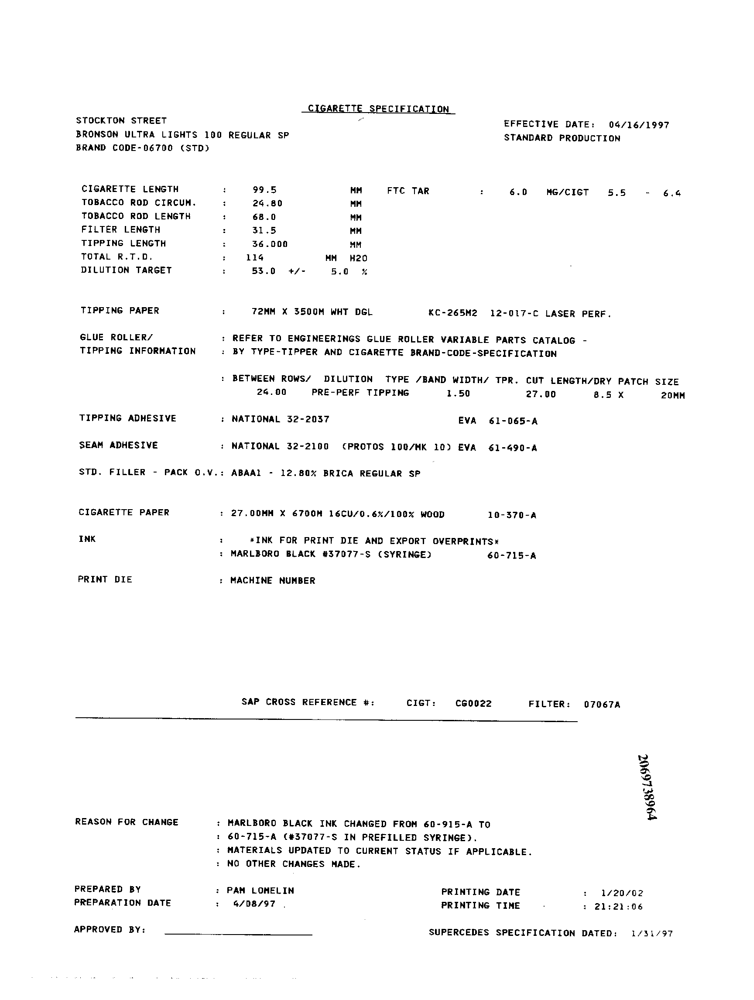 CIGARETTE SPECIFICATION
STOCKTON STREET
EFFECTIVE DATE: 04/16/1997
BRONSON ULTRA LIGHTS 100 REGULAR SP
STANDARD PRODUCTION
BRAND CODE-06700 (STD)
CIGARETTE LENGTH : 99.5 MM FTC TAR : 6.0 MG/CIGT 5.5 - 6.4
TOBACCO ROD CIRCUM. : 24.80 MM
TOBACCO ROD LENGTH : 68.0 MM
FILTER LENGTH : 31.5 MM
TIPPING LENGTH : 36.000 MM
TOTAL R.T.D. : 114 MM H2O
DILUTION TARGET : 53.0 +/- 5.0 %
TIPPING PAPER : 72MM X 3500M WHT DGL KC-265M2 12-017-C LASER PERF.
GLUE ROLLER/ : REFER TO ENGINEERINGS GLUE ROLLER VARIABLE PARTS CATALOG -
TIPPING INFORMATION : BY TYPE-TIPPER AND CIGARETTE BRAND-CODE-SPECIFICATION
: BETWEEN ROWS/ DILUTION TYPE /BAND WIDTH/ TPR. CUT LENGTH/DRY PATCH SIZE
24.00 PRE-PERF TIPPING 1.50 27.00 8.5 X 20MM
TIPPING ADHESIVE : NATIONAL 32-2037 EVA 61-065-A
SEAM ADHESIVE : NATIONAL 32-2100 (PROTOS 100/MK 10) EVA 61-490-A
STD. FILLER - PACK O.V.: ABAA1 - 12.80% BRICA REGULAR SP
CIGARETTE PAPER : 27.00MM X 6700M 16CU/0.6%/100% WOOD 10-370-A
INK : *INK FOR PRINT DIE AND EXPORT OVERPRINTS*
: MARLBORO BLACK #37077-S (SYRINGE) 60-715-A
PRINT DIE : MACHINE NUMBER
SAP CROSS REFERENCE #: CIGT: CG0022 FILTER: 07067A
2069738964
REASON FOR CHANGE : MARLBORO BLACK INK CHANGED FROM 60-915-A TO
: 60-715-A (#37077-S IN PREFILLED SYRINGE).
: MATERIALS UPDATED TO CURRENT STATUS IF APPLICABLE.
: NO OTHER CHANGES MADE.
PREPARED BY : PAM LOMELIN PRINTING DATE : 1/20/02
PREPARATION DATE : 4/08/97 PRINTING TIME : 21:21:06
APPROVED BY: SUPERCEDES SPECIFICATION DATED: 1/31/97